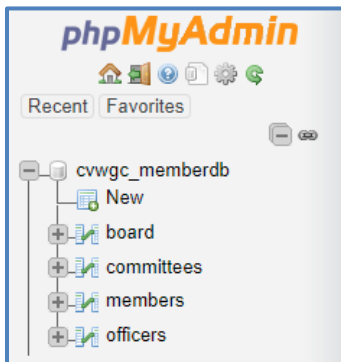 phpMyAdmin
Recent Favorites
cvwgc_memberdb
New
board
committees
members
officers